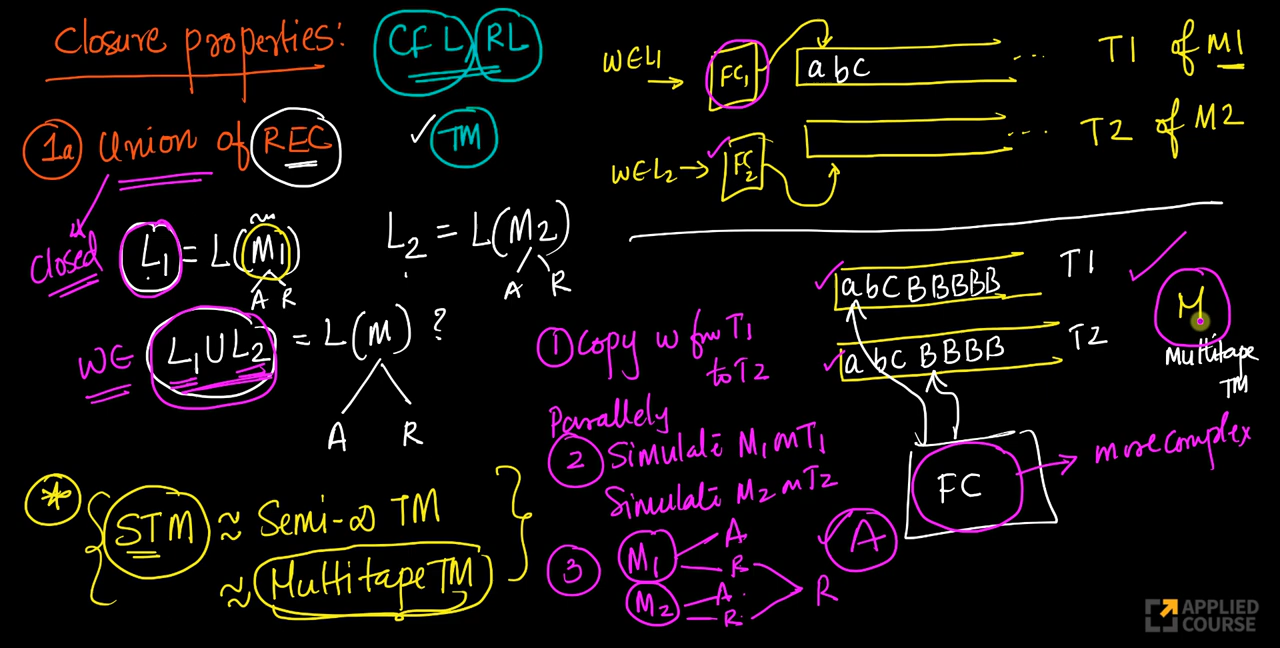 Closure properties: CFL RL
1a Union of REC ✓ TM
closed L₁ = L(M₁) L₂ = L(M2)
A R A R
WE L₁ U L₂ = L(M) ?
A R
* { STM ≈ Semi-∞ TM }
≈ Multitape TM
WEL1 → FC₁ abc ... T1 of M1
WEL₂ → FC₂ ... T2 of M2
abCBBBBB T1
abCBBBB T2
M
Multitape
TM
FC → more complex
① Copy w from T₁
to T2
Parallely
② Simulate M₁ on T₁
Simulate M₂ on T2
③ M₁ A R
M₂ A R
R
A
APPLIED
COURSE